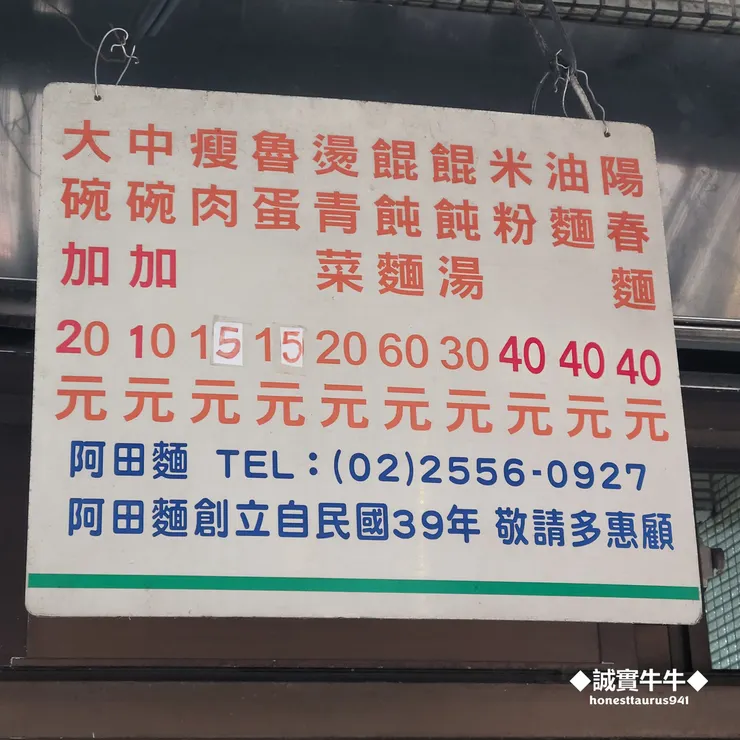 陽春麵 40元
油麵 40元
米粉 40元
餛飩湯 30元
餛飩麵 60元
燙青菜 20元
魯蛋 15元
瘦肉 15元
中碗加 10元
大碗加 20元
阿田麵 TEL：(02)2556-0927
阿田麵創立自民國39年 敬請多惠顧
◆誠實牛牛◆
honesttaurus941